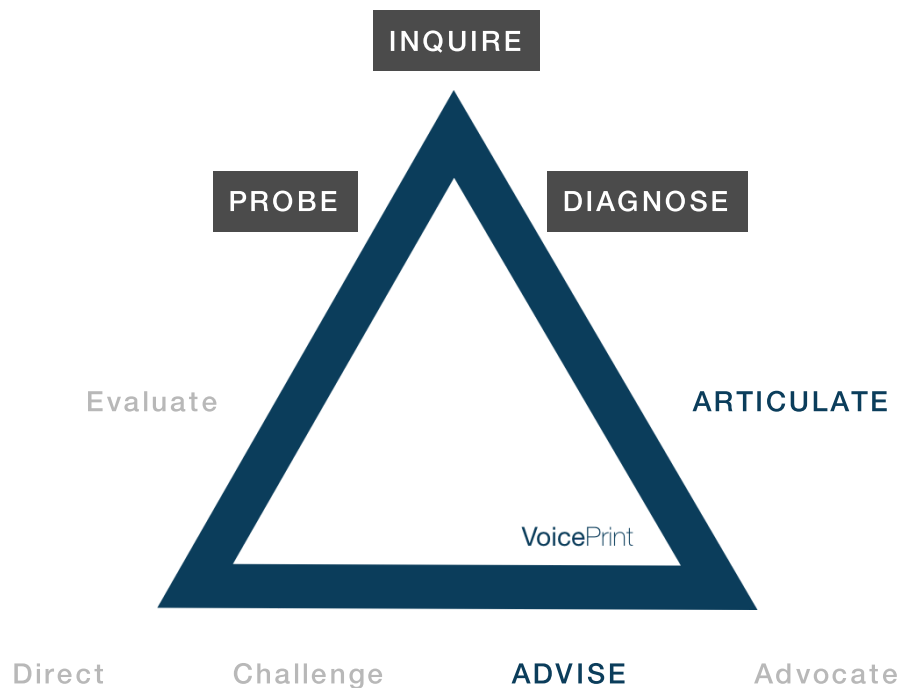 INQUIRE
PROBE
DIAGNOSE
Evaluate
ARTICULATE
VoicePrint
Direct
Challenge
ADVISE
Advocate